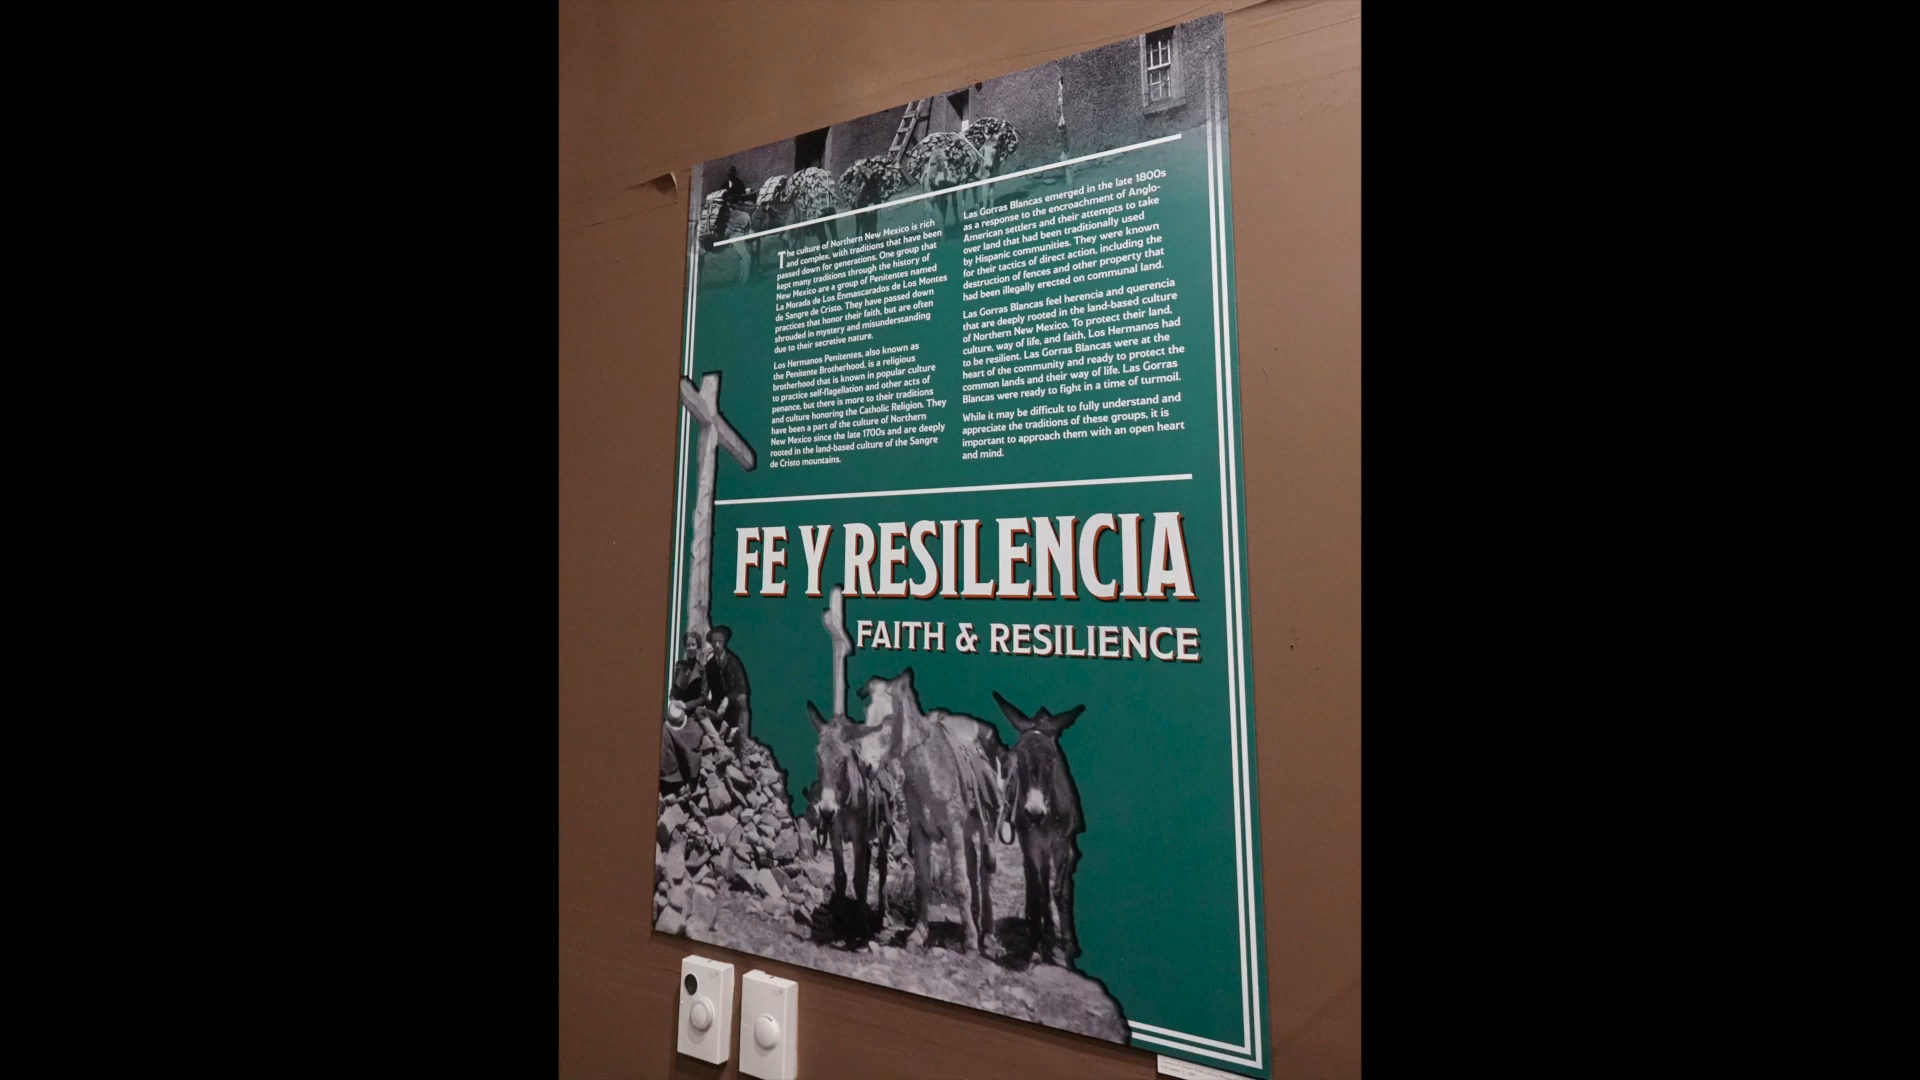 The culture of Northern New Mexico is rich
and complex, with traditions that have been
passed down for generations. One group that
kept many traditions through the history of
New Mexico are a group of Penitentes named
La Morada de Los Enmascarados de Los Montes
de Sangre de Cristo. They have passed down
practices that honor their faith, but are often
shrouded in mystery and misunderstanding
due to their secretive nature.
Los Hermanos Penitentes, also known as
the Penitente Brotherhood, is a religious
brotherhood that is known in popular culture
to practice self-flagellation and other acts of
penance, but there is more to their traditions
and culture honoring the Catholic Religion. They
have been a part of the culture of Northern
New Mexico since the late 1700s and are deeply
rooted in the land-based culture of the Sangre
de Cristo mountains.
Las Gorras Blancas emerged in the late 1800s
as a response to the encroachment of Anglo-
American settlers and their attempts to take
over land that had been traditionally used
by Hispanic communities. They were known
for their tactics of direct action, including the
destruction of fences and other property that
had been illegally erected on communal land.
Las Gorras Blancas feel herencia and querencia
that are deeply rooted in the land-based culture
of Northern New Mexico. To protect their land,
culture, way of life, and faith, Los Hermanos had
to be resilient. Las Gorras Blancas were at the
heart of the community and ready to protect the
common lands and their way of life. Las Gorras
Blancas were ready to fight in a time of turmoil.
While it may be difficult to fully understand and
appreciate the traditions of these groups, it is
important to approach them with an open heart
and mind.
FE Y RESILENCIA
FAITH & RESILIENCE